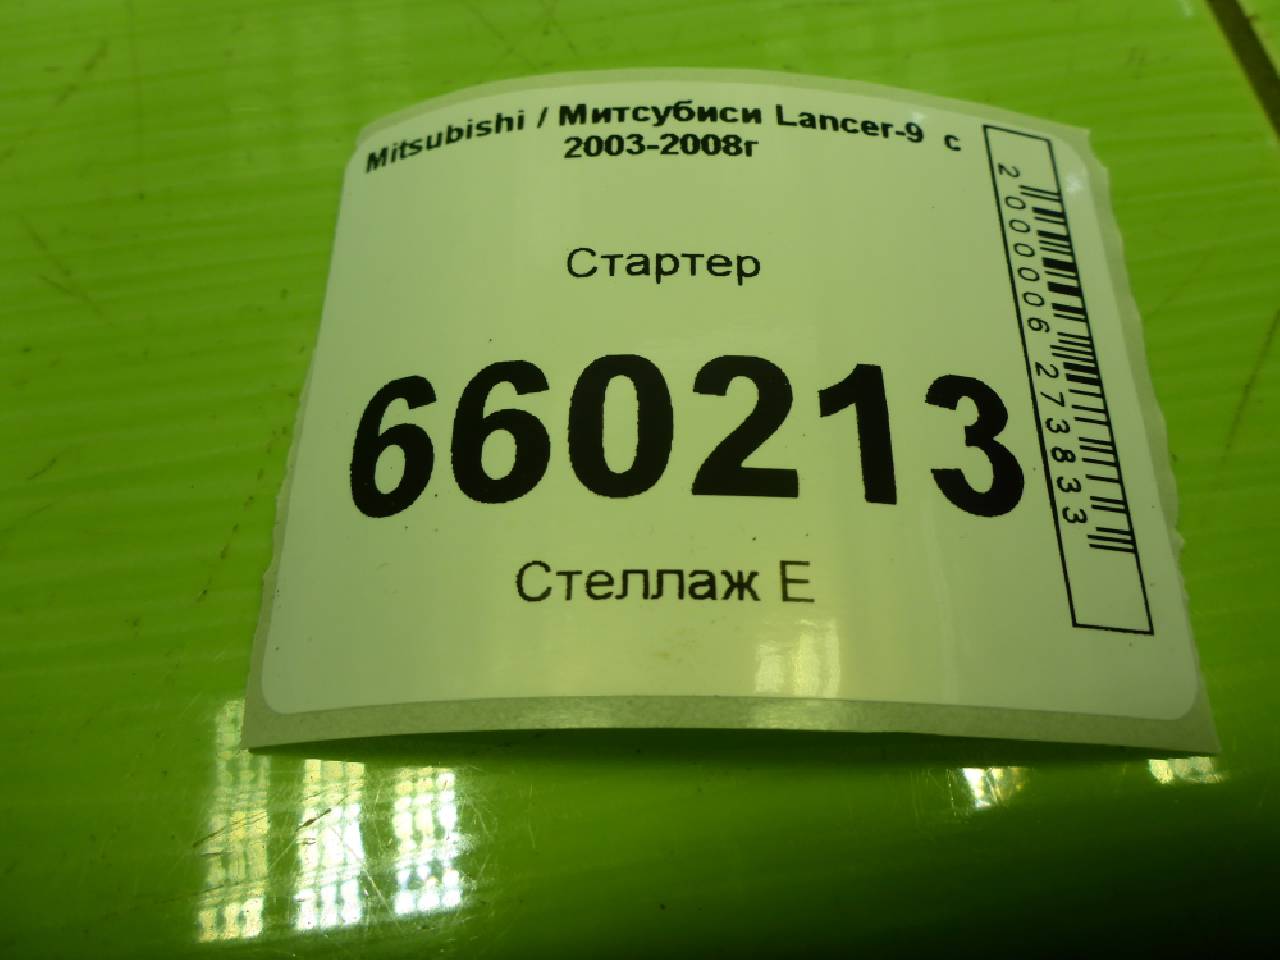 Mitsubishi / Митсубиси Lancer-9 с
2003-2008г
Стартер
660213
Стеллаж Е
2000006273833